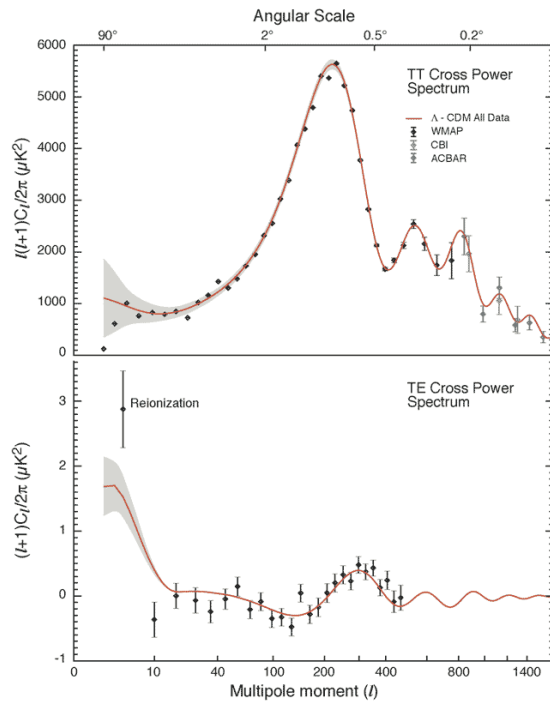 Angular Scale
90° 2° 0.5° 0.2°
6000
TT Cross Power
Spectrum
Λ - CDM All Data
WMAP
CBI
ACBAR
5000
4000
3000
2000
1000
0
l(l+1)Cl/2π (μK²)
Reionization
TE Cross Power
Spectrum
3
2
1
0
-1
(l+1)Cl/2π (μK²)
0 10 40 100 200 400 800 1400
Multipole moment (l)